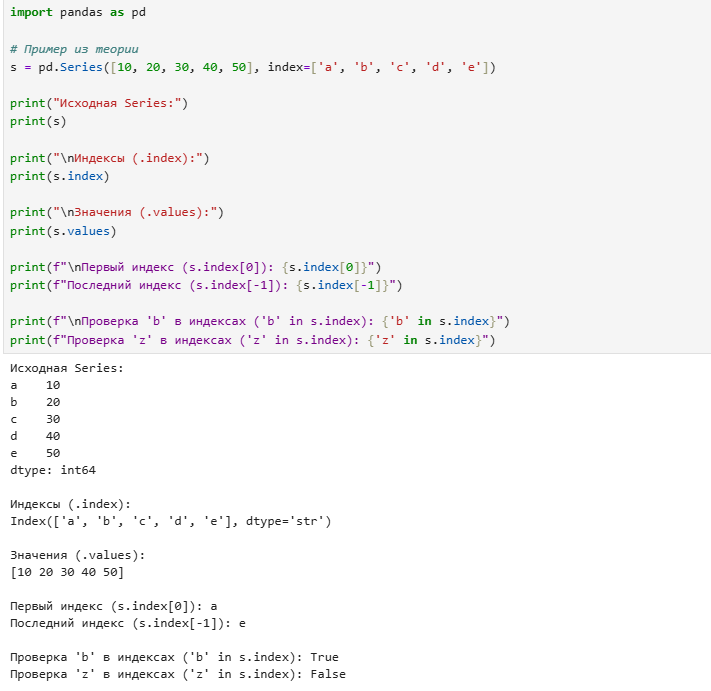 import pandas as pd
# Пример из теории
s = pd.Series([10, 20, 30, 40, 50], index=['a', 'b', 'c', 'd', 'e'])
print("Исходная Series:")
print(s)
print("\nИндексы (.index):")
print(s.index)
print("\nЗначения (.values):")
print(s.values)
print(f"\nПервый индекс (s.index[0]): {s.index[0]}")
print(f"Последний индекс (s.index[-1]): {s.index[-1]}")
print(f"\nПроверка 'b' в индексах ('b' in s.index): {'b' in s.index}")
print(f"Проверка 'z' в индексах ('z' in s.index): {'z' in s.index}")
Исходная Series:
a    10
b    20
c    30
d    40
e    50
dtype: int64
Индексы (.index):
Index(['a', 'b', 'c', 'd', 'e'], dtype='str')
Значения (.values):
[10 20 30 40 50]
Первый индекс (s.index[0]): a
Последний индекс (s.index[-1]): e
Проверка 'b' в индексах ('b' in s.index): True
Проверка 'z' в индексах ('z' in s.index): False